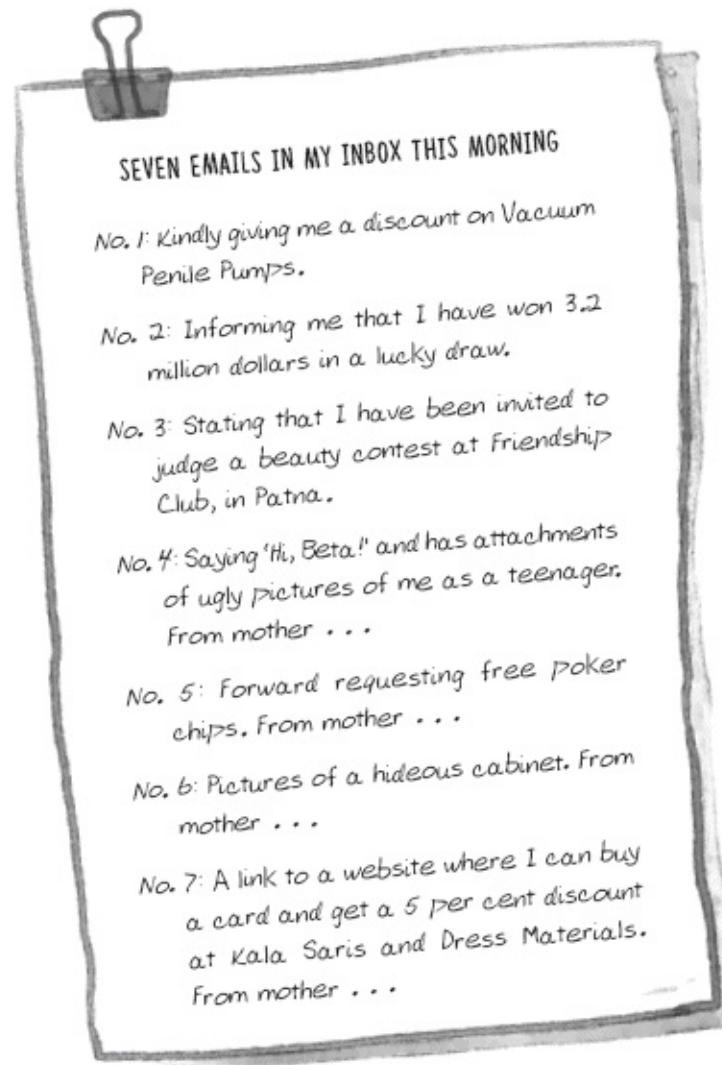 SEVEN EMAILS IN MY INBOX THIS MORNING
No. 1: Kindly giving me a discount on Vacuum
Penile Pumps.
No. 2: Informing me that I have won 3.2
million dollars in a lucky draw.
No. 3: Stating that I have been invited to
judge a beauty contest at Friendship
Club, in Patna.
No. 4: Saying 'Hi, Beta!' and has attachments
of ugly pictures of me as a teenager.
From mother . . .
No. 5: Forward requesting free poker
chips. From mother . . .
No. 6: Pictures of a hideous cabinet. From
mother . . .
No. 7: A link to a website where I can buy
a card and get a 5 per cent discount
at Kala Saris and Dress Materials.
From mother . . .